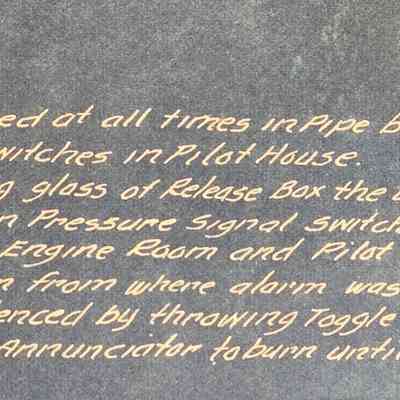 ed at all times in Pipe b
witches in Pilot House.
g glass of Release Box the
n Pressure Signal Switch
Engine Room and Pilot
n from where alarm was
enced by throwing Toggle
Annunciator to burn until